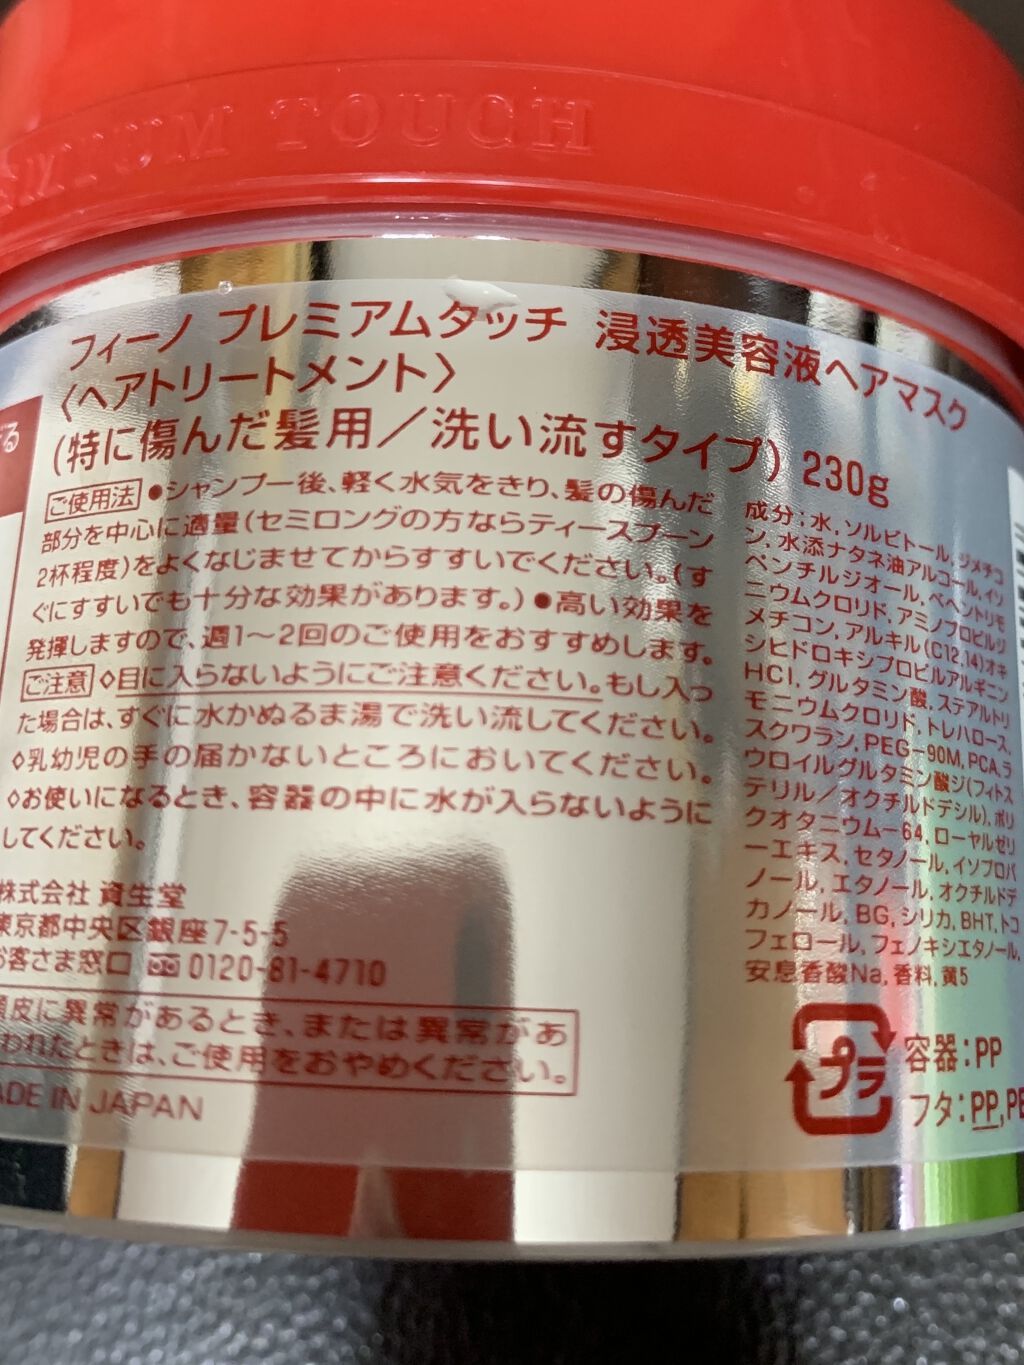 MIUM TOUCH
フィーノ プレミアムタッチ 浸透美容液ヘアマスク
〈ヘアトリートメント〉
(特に傷んだ髪用/洗い流すタイプ) 230g
ご使用法 ●シャンプー後、軽く水気をきり、髪の傷んだ
部分を中心に適量(セミロングの方ならティースプーン
2杯程度)をよくなじませてからすすいでください。(す
ぐにすすいでも十分な効果があります。) ●高い効果を
発揮しますので、週1〜2回のご使用をおすすめします。
ご注意 ◇目に入らないようにご注意ください。もし入っ
た場合は、すぐに水かぬるま湯で洗い流してください。
◇乳幼児の手の届かないところにおいてください。
◇お使いになるとき、容器の中に水が入らないように
してください。
株式会社 資生堂
東京都中央区銀座7-5-5
お客さま窓口 0120-81-4710
頭皮に異常があるとき、または異常があ
われたときは、ご使用をおやめください。
ADE IN JAPAN
成分:水,ソルビトール,ジメチコ
ン,水添ナタネ油アルコール,イソ
ペンチルジオール,ベヘントリモ
ニウムクロリド,アミノプロピルジ
メチコン,アルキル(C12,14)オキ
シヒドロキシプロピルアルギニン
HCl,グルタミン酸,ステアルトリ
モニウムクロリド,トレハロース,
スクワラン,PEG-90M,PCA,ラ
ウロイルグルタミン酸ジ(フィトス
テリル/オクチルドデシル),ポリ
クオタニウム-64,ローヤルゼリ
ーエキス,セタノール,イソプロパ
ノール,エタノール,オクチルドデ
カノール,BG,シリカ,BHT,トコ
フェロール,フェノキシエタノール,
安息香酸Na,香料,黄5
プラ
容器:PP
フタ:PP,PE